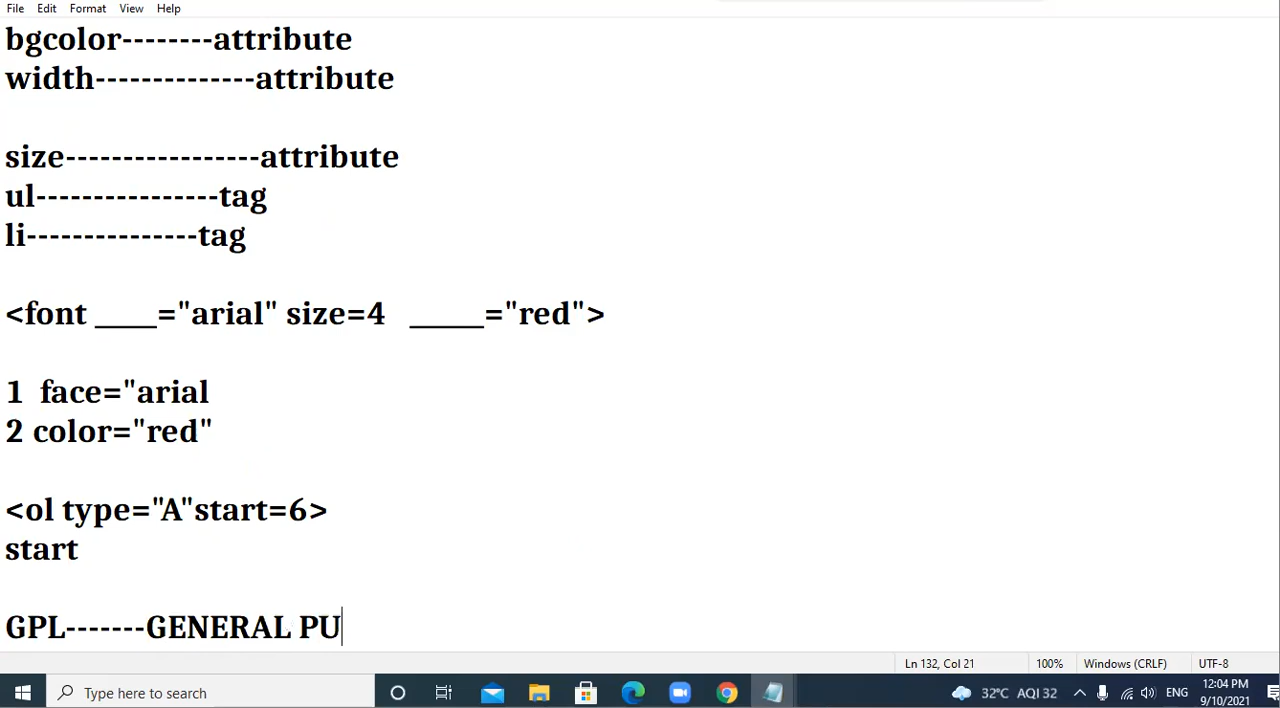 File Edit Format View Help
bgcolor--------attribute
width--------------attribute
size-----------------attribute
ul----------------tag
li---------------tag
<font ____="arial" size=4   _____="red">
1  face="arial
2 color="red"
<ol type="A"start=6>
start
GPL-------GENERAL PU
Ln 132, Col 21 100% Windows (CRLF) UTF-8
Type here to search 32°C AQI 32 ENG 12:04 PM
9/10/2021